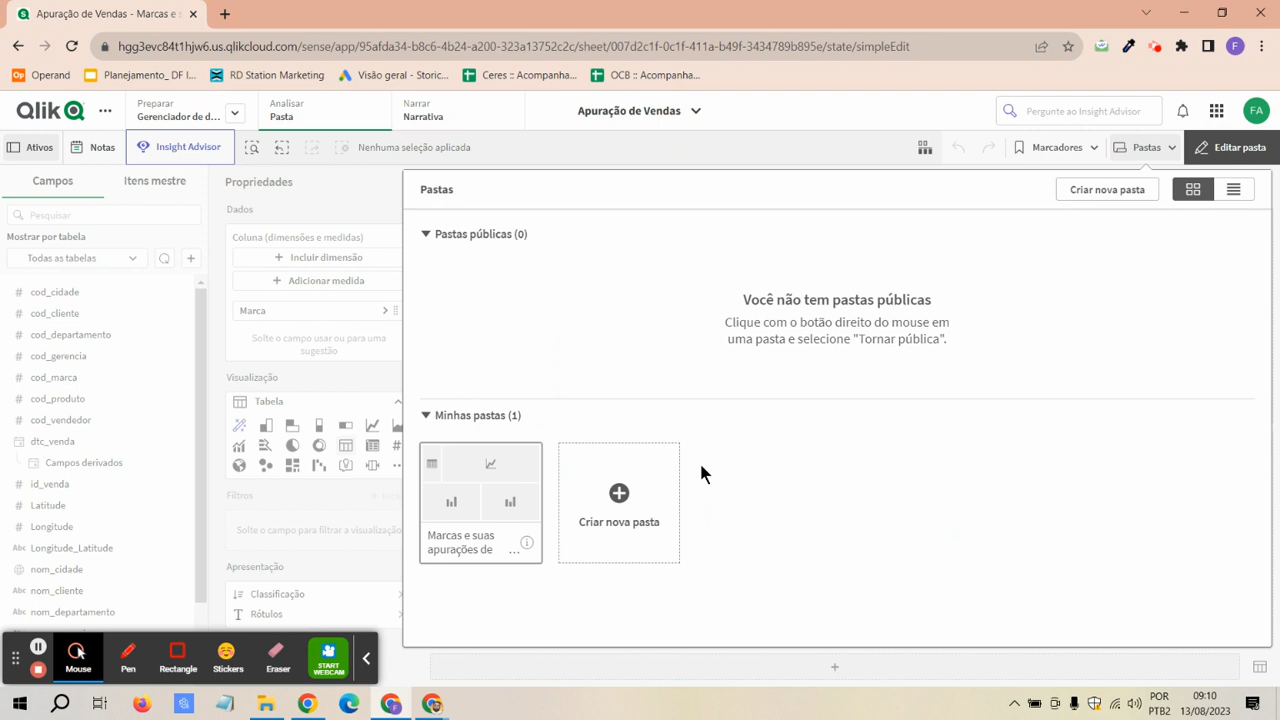 Apuração de Vendas - Marcas e s
hgg3evc84t1hjw6.us.qlikcloud.com/sense/app/95afda34-b8c6-4b24-a200-323a13752c2c/sheet/007d2c1f-0c1f-411a-b49f-3434789b895e/state/simpleEdit
F
Operand
Planejamento_ DF I...
RD Station Marketing
Visão geral - Storic...
Ceres :: Acompanha...
OCB :: Acompanha...
Qlik
Preparar
Gerenciador de d...
Analisar
Pasta
Narrar
Narrativa
Apuração de Vendas
Pergunte ao Insight Advisor
FA
Ativos
Notas
Insight Advisor
Nenhuma seleção aplicada
Marcadores
Pastas
Editar pasta
Campos
Itens mestre
Pesquisar
Mostrar por tabela
Todas as tabelas
cod_cidade
cod_cliente
cod_departamento
cod_gerencia
cod_marca
cod_produto
cod_vendedor
dtc_venda
Campos derivados
id_venda
Latitude
Longitude
Abc Longitude_Latitude
nom_cidade
Abc nom_cliente
Abc nom_departamento
Propriedades
Dados
Coluna (dimensões e medidas)
Incluir dimensão
Adicionar medida
Marca
Solte o campo usar ou para uma
sugestão
Visualização
Tabela
Filtros
Solte o campo para filtrar a visualização
Apresentação
Classificação
Rótulos
Pastas
Criar nova pasta
Pastas públicas (0)
Você não tem pastas públicas
Clique com o botão direito do mouse em
uma pasta e selecione "Tornar pública".
Minhas pastas (1)
Marcas e suas
apurações de
...
Criar nova pasta
Mouse
Pen
Rectangle
Stickers
Eraser
START
WEBCAM
POR
PTB2
09:10
13/08/2023